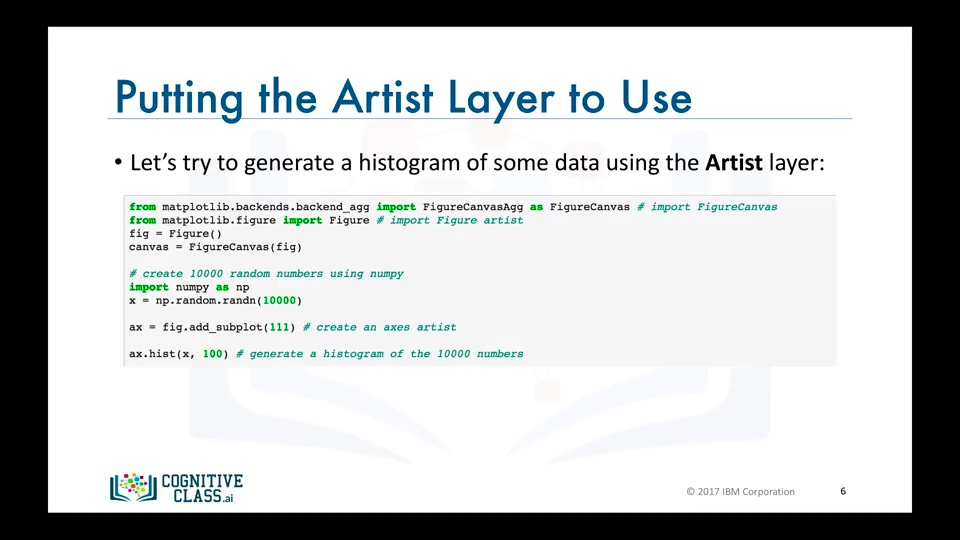 Putting the Artist Layer to Use
• Let's try to generate a histogram of some data using the Artist layer:
from matplotlib.backends.backend_agg import FigureCanvasAgg as FigureCanvas # import FigureCanvas
from matplotlib.figure import Figure # import Figure artist
fig = Figure()
canvas = FigureCanvas(fig)
# create 10000 random numbers using numpy
import numpy as np
x = np.random.randn(10000)
ax = fig.add_subplot(111) # create an axes artist
ax.hist(x, 100) # generate a histogram of the 10000 numbers
COGNITIVE
CLASS.ai
© 2017 IBM Corporation
6